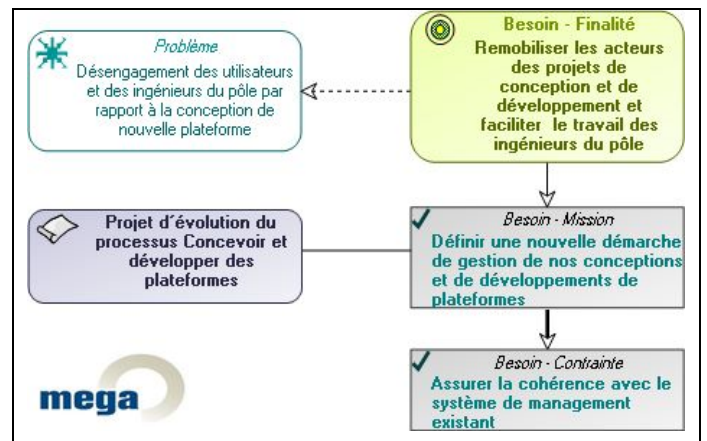 Problème
Désengagement des utilisateurs
et des ingénieurs du pôle par
rapport à la conception de
nouvelle plateforme
Besoin - Finalité
Remobiliser les acteurs
des projets de
conception et de
développement et
faciliter le travail des
ingénieurs du pôle
Projet d´évolution du
processus Concevoir et
développer des
plateformes
Besoin - Mission
Définir une nouvelle démarche
de gestion de nos conceptions
et de développements de
plateformes
Besoin - Contrainte
Assurer la cohérence avec le
système de management
existant
mega